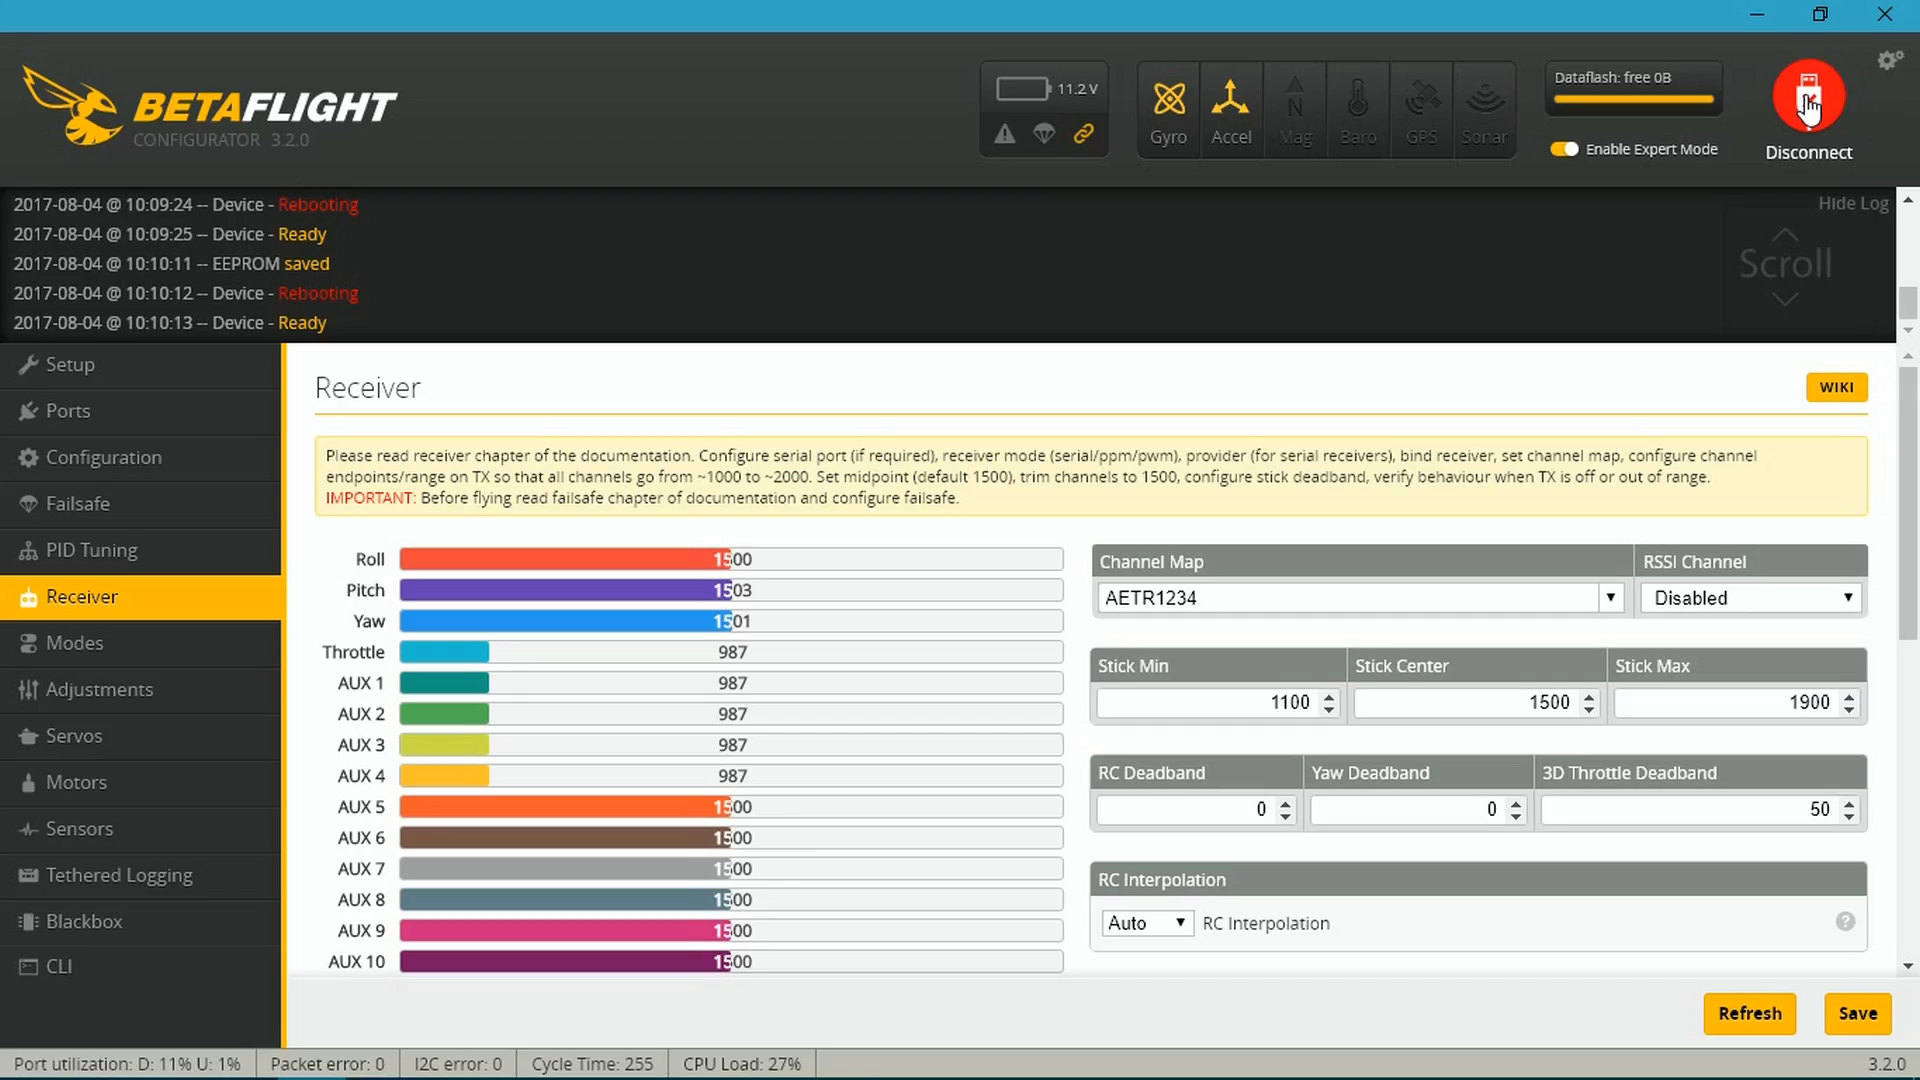 BETAFLIGHT
CONFIGURATOR 3.2.0
11.2 V
Gyro
Accel
Mag
Baro
GPS
Sonar
Dataflash: free 0B
Enable Expert Mode
Disconnect
2017-08-04 @ 10:09:24 -- Device - Rebooting
2017-08-04 @ 10:09:25 -- Device - Ready
2017-08-04 @ 10:10:11 -- EEPROM saved
2017-08-04 @ 10:10:12 -- Device - Rebooting
2017-08-04 @ 10:10:13 -- Device - Ready
Hide Log
Scroll
Setup
Ports
Configuration
Failsafe
PID Tuning
Receiver
Modes
Adjustments
Servos
Motors
Sensors
Tethered Logging
Blackbox
CLI
Receiver
WIKI
Please read receiver chapter of the documentation. Configure serial port (if required), receiver mode (serial/ppm/pwm), provider (for serial receivers), bind receiver, set channel map, configure channel
endpoints/range on TX so that all channels go from ~1000 to ~2000. Set midpoint (default 1500), trim channels to 1500, configure stick deadband, verify behaviour when TX is off or out of range.
IMPORTANT: Before flying read failsafe chapter of documentation and configure failsafe.
Roll 1500
Pitch 1503
Yaw 1501
Throttle 987
AUX 1 987
AUX 2 987
AUX 3 987
AUX 4 987
AUX 5 1500
AUX 6 1500
AUX 7 1500
AUX 8 1500
AUX 9 1500
AUX 10 1500
Channel Map RSSI Channel
AETR1234 Disabled
Stick Min Stick Center Stick Max
1100 1500 1900
RC Deadband Yaw Deadband 3D Throttle Deadband
0 0 50
RC Interpolation
Auto RC Interpolation
Refresh Save
Port utilization: D: 11% U: 1% Packet error: 0 I2C error: 0 Cycle Time: 255 CPU Load: 27% 3.2.0